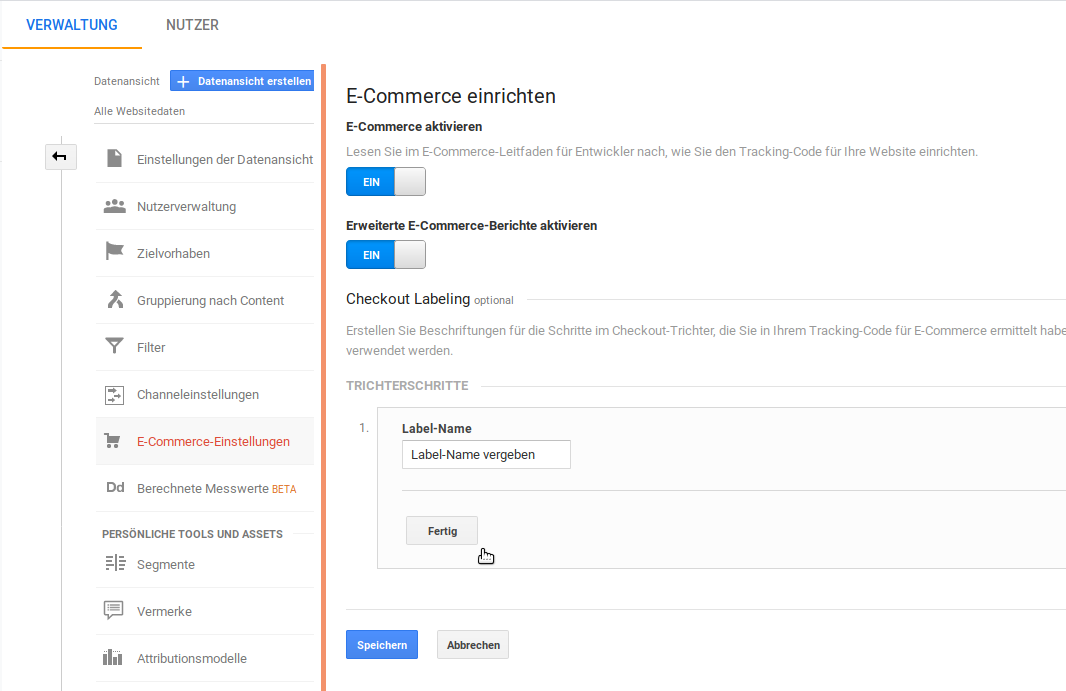 VERWALTUNG NUTZER
Datenansicht + Datenansicht erstellen
Alle Websitedaten
Einstellungen der Datenansicht
Nutzerverwaltung
Zielvorhaben
Gruppierung nach Content
Filter
Channeleinstellungen
E-Commerce-Einstellungen
Dd Berechnete Messwerte BETA
PERSÖNLICHE TOOLS UND ASSETS
Segmente
Vermerke
Attributionsmodelle
E-Commerce einrichten
E-Commerce aktivieren
Lesen Sie im E-Commerce-Leitfaden für Entwickler nach, wie Sie den Tracking-Code für Ihre Website einrichten.
EIN
Erweiterte E-Commerce-Berichte aktivieren
EIN
Checkout Labeling optional
Erstellen Sie Beschriftungen für die Schritte im Checkout-Trichter, die Sie in Ihrem Tracking-Code für E-Commerce ermittelt habe
verwendet werden.
TRICHTERSCHRITTE
1. Label-Name
Label-Name vergeben
Fertig
Speichern Abbrechen